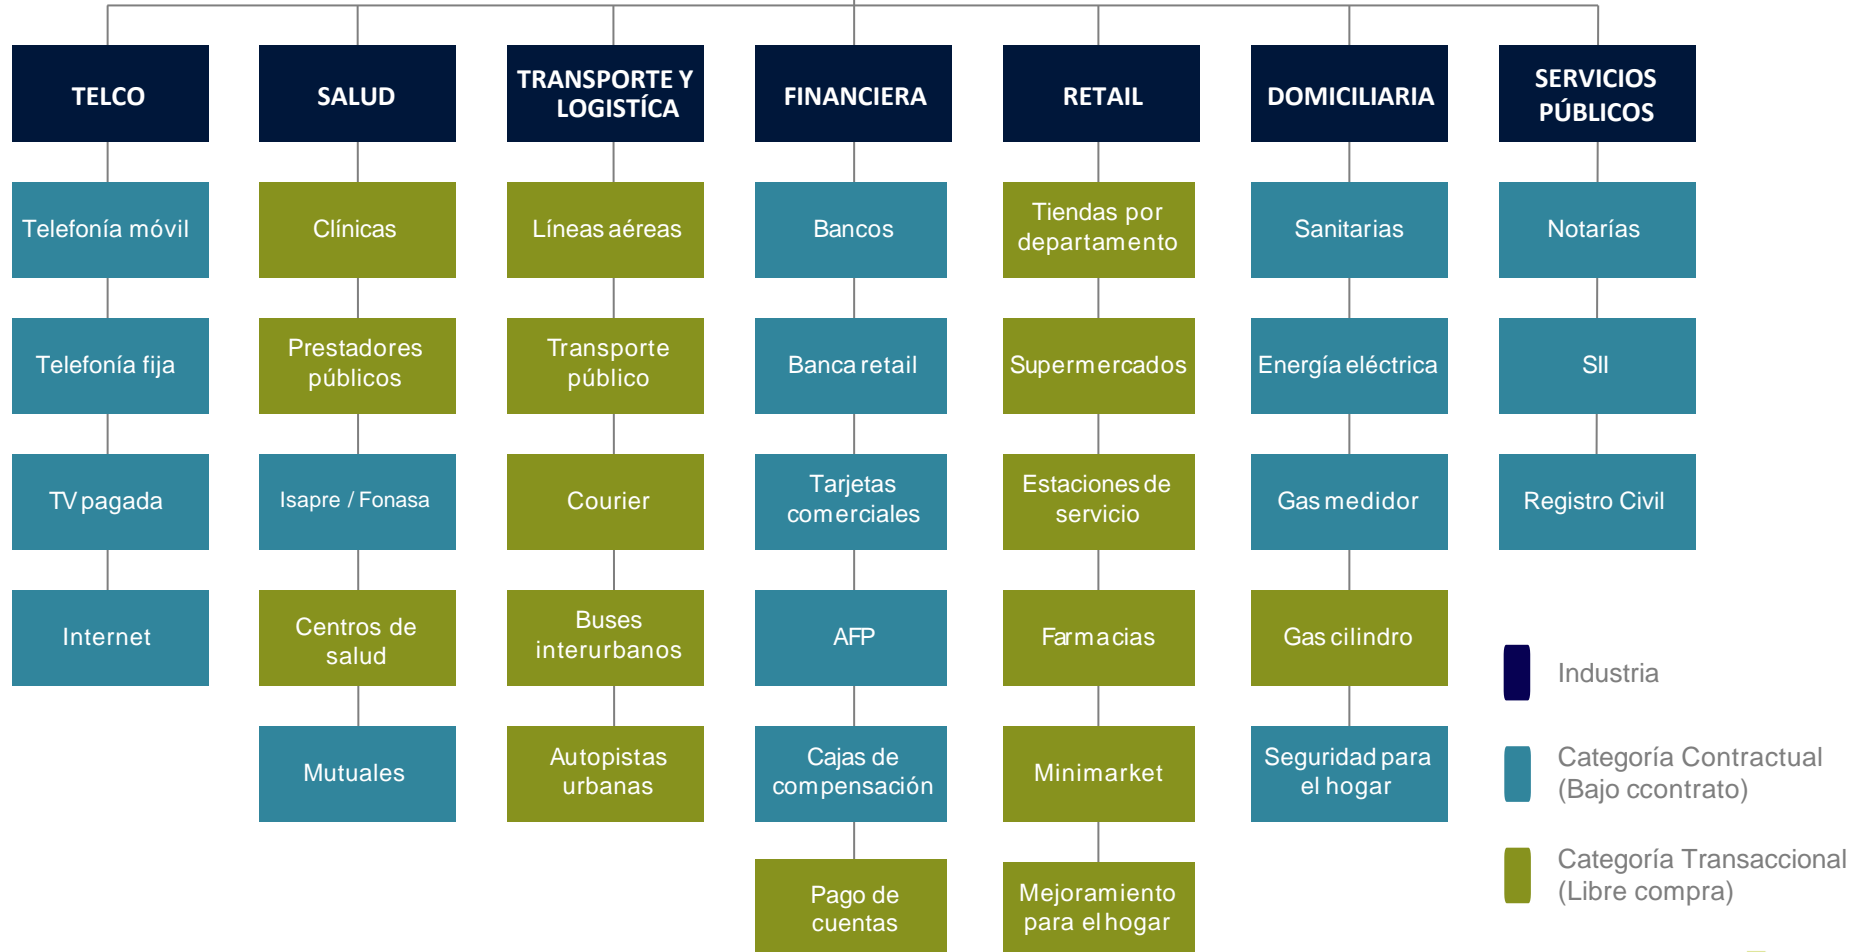 TELCO
SALUD
TRANSPORTE Y
LOGISTÍCA
FINANCIERA
RETAIL
DOMICILIARIA
SERVICIOS
PÚBLICOS
Telefonía móvil
Clínicas
Líneas aéreas
Bancos
Tiendas por
departamento
Sanitarias
Notarías
Telefonía fija
Prestadores
públicos
Transporte
público
Banca retail
Supermercados
Energía eléctrica
SII
TV pagada
Isapre / Fonasa
Courier
Tarjetas
comerciales
Estaciones de
servicio
Gas medidor
Registro Civil
Internet
Centros de
salud
Buses
interurbanos
AFP
Farmacias
Gas cilindro
Mutuales
Autopistas
urbanas
Cajas de
compensación
Minimarket
Seguridad para
el hogar
Pago de
cuentas
Mejoramiento
para el hogar
Industria
Categoría Contractual
(Bajo ccontrato)
Categoría Transaccional
(Libre compra)